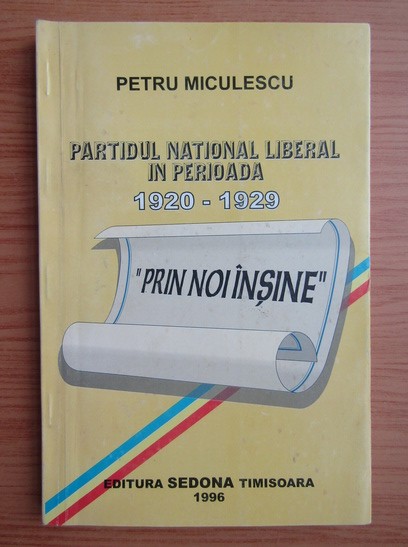 PETRU MICULESCU
PARTIDUL NATIONAL LIBERAL
IN PERIOADA
1920 - 1929
"PRIN NOI ÎNȘINE"
EDITURA SEDONA TIMISOARA
1996